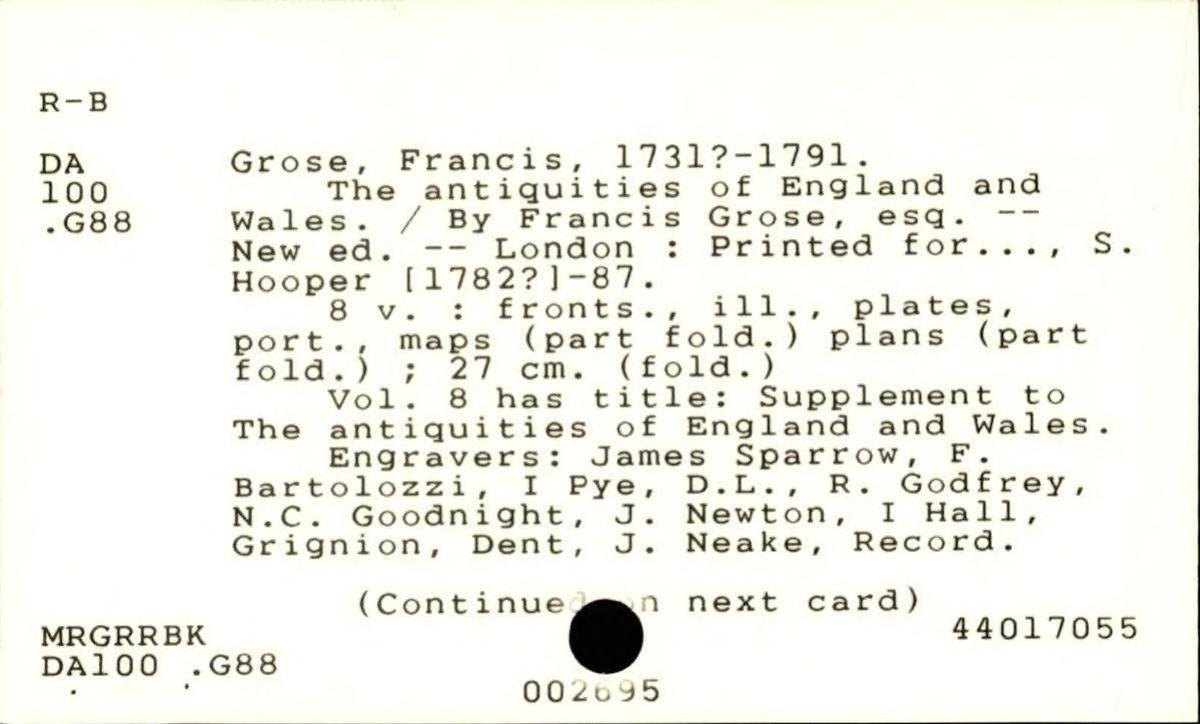 R-B
DA
100
.G88
Grose, Francis, 1731?-1791.
The antiquities of England and
Wales. / By Francis Grose, esq. --
New ed. -- London : Printed for..., S.
Hooper [1782?]-87.
8 v. : fronts., ill., plates,
port., maps (part fold.) plans (part
fold.) ; 27 cm. (fold.)
Vol. 8 has title: Supplement to
The antiquities of England and Wales.
Engravers: James Sparrow, F.
Bartolozzi, I Pye, D.L., R. Godfrey,
N.C. Goodnight, J. Newton, I Hall,
Grignion, Dent, J. Neake, Record.
(Continued on next card)
MRGRRBK
44017055
DA100 .G88
002695